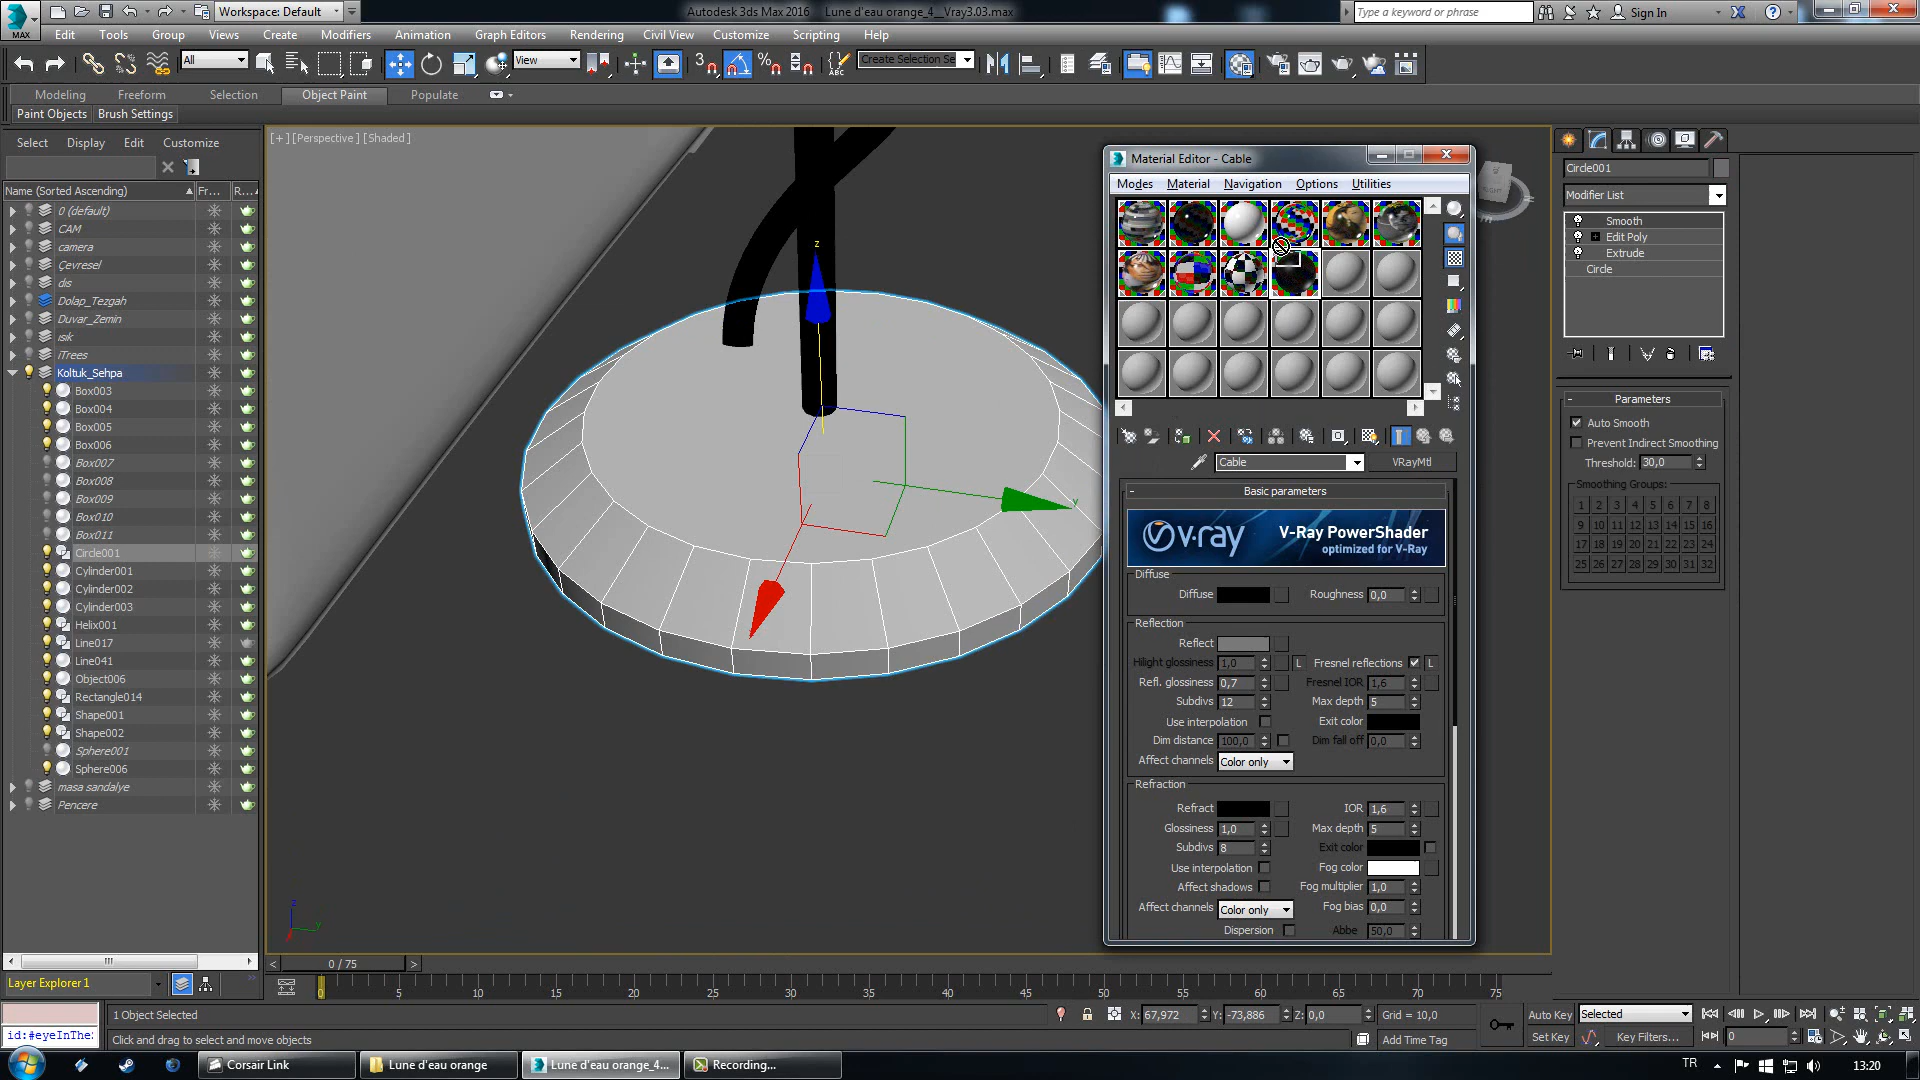 Workspace: Default
Autodesk 3ds Max 2016
Lune d'eau orange_4__Vray3.03.max
Type a keyword or phrase
Sign In
MAX
Edit
Tools
Group
Views
Create
Modifiers
Animation
Graph Editors
Rendering
Civil View
Customize
Scripting
Help
All
View
Create Selection Se
Modeling
Freeform
Selection
Object Paint
Populate
Paint Objects
Brush Settings
Select
Display
Edit
Customize
Name (Sorted Ascending)
Fr...
R...
0 (default)
CAM
camera
Çevresel
dis
Dolap_Tezgah
Duvar_Zemin
isik
iTrees
Koltuk_Sehpa
Box003
Box004
Box005
Box006
Box007
Box008
Box009
Box010
Box011
Circle001
Cylinder001
Cylinder002
Cylinder003
Helix001
Line017
Line041
Object006
Rectangle014
Shape001
Shape002
Sphere001
Sphere006
masa sandalye
Pencere
Layer Explorer 1
[+] [Perspective ] [Shaded ]
z
y
Material Editor - Cable
Modes
Material
Navigation
Options
Utilities
Cable
VRayMtl
Basic parameters
v·ray
V-Ray PowerShader
optimized for V-Ray
Diffuse
Diffuse
Roughness 0,0
Reflection
Reflect
Hilight glossiness 1,0 L Fresnel reflections L
Refl. glossiness 0,7 Fresnel IOR 1,6
Subdivs 12 Max depth 5
Use interpolation Exit color
Dim distance 100,0 Dim fall off 0,0
Affect channels Color only
Refraction
Refract IOR 1,6
Glossiness 1,0 Max depth 5
Subdivs 8 Exit color
Use interpolation Fog color
Affect shadows Fog multiplier 1,0
Affect channels Color only Fog bias 0,0
Dispersion Abbe 50,0
Circle001
Modifier List
Smooth
Edit Poly
Extrude
Circle
Parameters
Auto Smooth
Prevent Indirect Smoothing
Threshold: 30,0
Smoothing Groups:
1 2 3 4 5 6 7 8
9 10 11 12 13 14 15 16
17 18 19 20 21 22 23 24
25 26 27 28 29 30 31 32
0 / 75
0 5 10 15 20 25 30 35 40 45 50 55 60 65 70 75
1 Object Selected
X: 67,972 Y: -73,886 Z: 0,0
Grid = 10,0
Auto Key
Selected
id:#eyeInThe
Click and drag to select and move objects
Add Time Tag
Set Key
Key Filters...
0
Corsair Link
Lune d'eau orange
Lune d'eau orange_4...
Recording...
TR
13:20